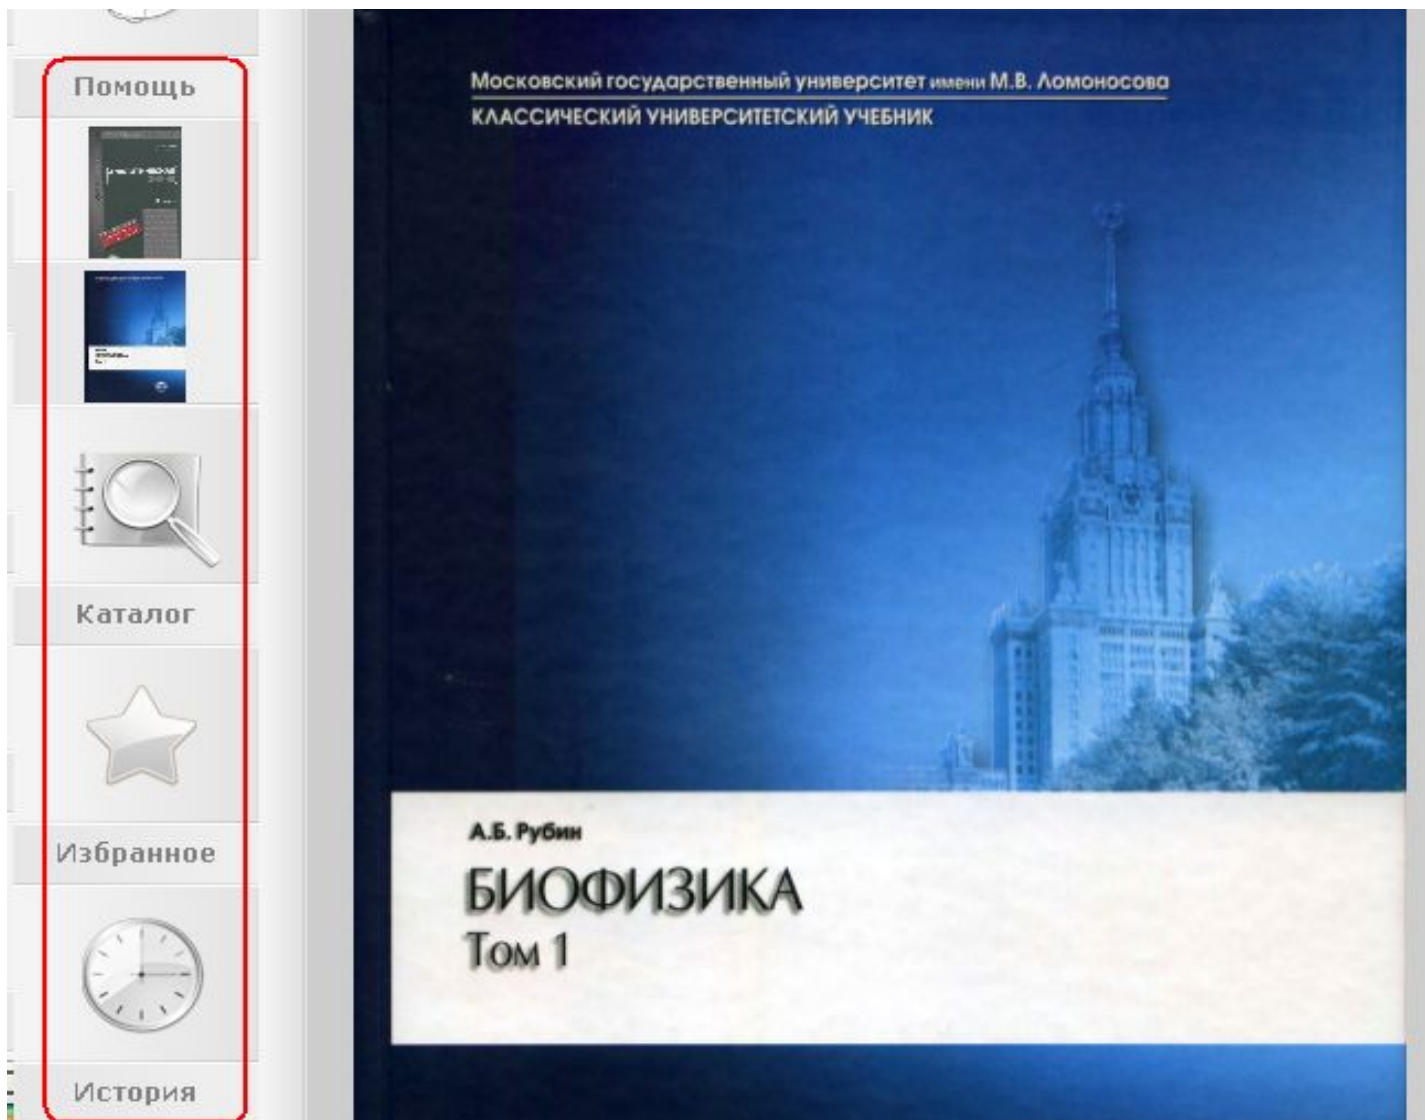 Помощь
Каталог
Избранное
История
Московский государственный университет имени М.В. Ломоносова
КЛАССИЧЕСКИЙ УНИВЕРСИТЕТСКИЙ УЧЕБНИК
А.Б. Рубин
БИОФИЗИКА
Том 1